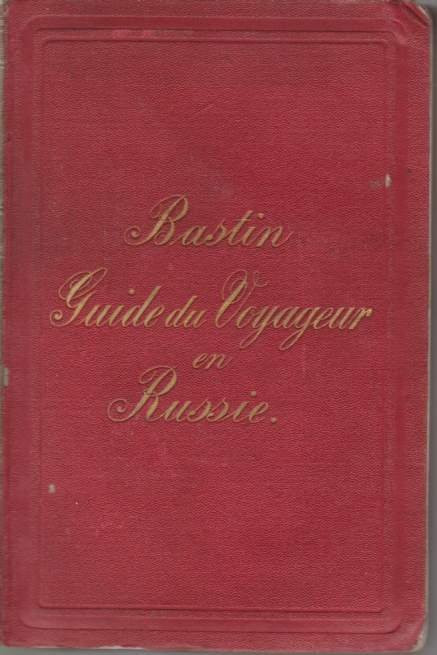 Bastin
Guide du Voyageur
en
Russie.